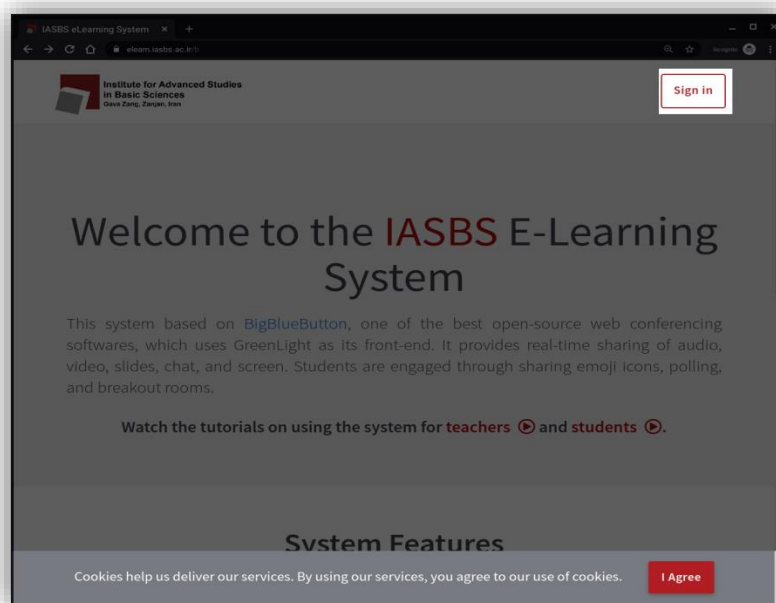 IASBS eLearning System
elearn.iasbs.ac.ir/b
Incognito
Institute for Advanced Studies
in Basic Sciences
Gava Zang, Zanjan, Iran
Sign in
Welcome to the IASBS E-Learning
System
This system based on BigBlueButton, one of the best open-source web conferencing
softwares, which uses GreenLight as its front-end. It provides real-time sharing of audio,
video, slides, chat, and screen. Students are engaged through sharing emoji icons, polling,
and breakout rooms.
Watch the tutorials on using the system for teachers and students.
System Features
Cookies help us deliver our services. By using our services, you agree to our use of cookies.
I Agree